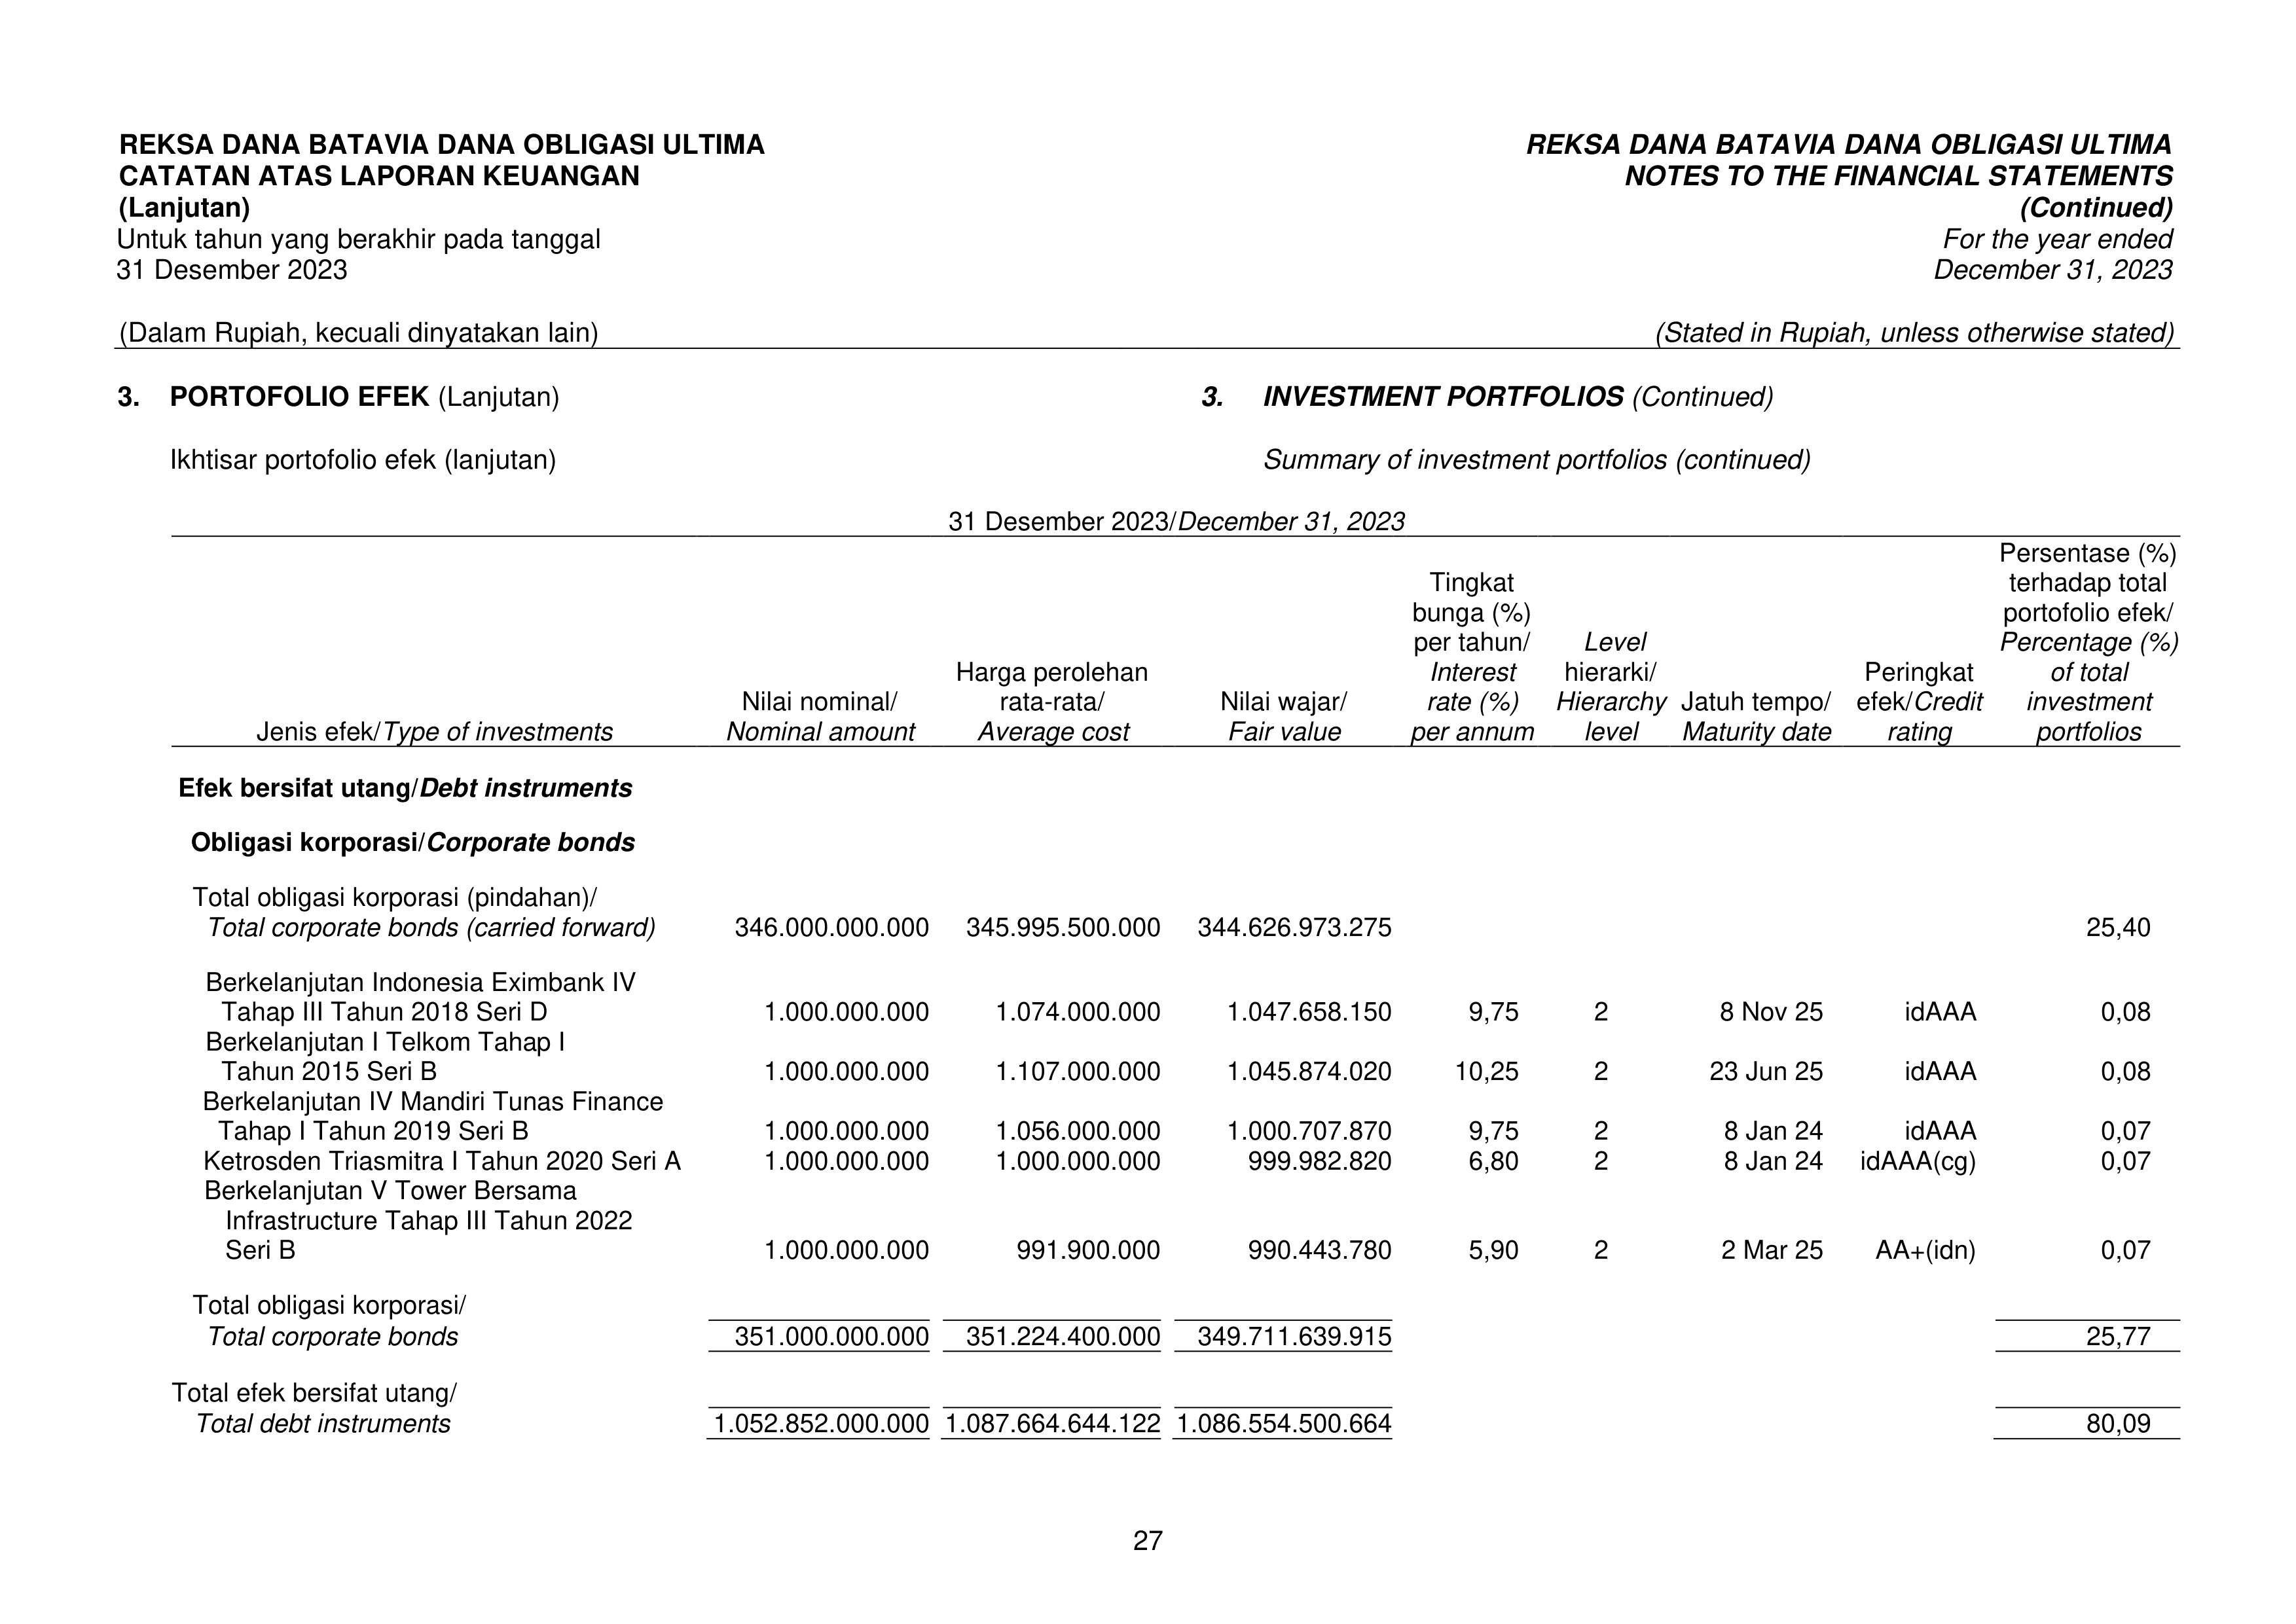 REKSA DANA BATAVIA DANA OBLIGASI ULTIMA
CATATAN ATAS LAPORAN KEUANGAN
(Lanjutan)
Untuk tahun yang berakhir pada tanggal
31 Desember 2023
(Dalam Rupiah, kecuali dinyatakan lain)
REKSA DANA BATAVIA DANA OBLIGASI ULTIMA
NOTES TO THE FINANCIAL STATEMENTS
(Continued)
For the year ended
December 31, 2023
(Stated in Rupiah, unless otherwise stated)
3. PORTOFOLIO EFEK (Lanjutan)
3. INVESTMENT PORTFOLIOS (Continued)
Ikhtisar portofolio efek (lanjutan)
Summary of investment portfolios (continued)
31 Desember 2023/December 31, 2023
Jenis efek/Type of investments
Nilai nominal/
Nominal amount
Harga perolehan
rata-rata/
Average cost
Nilai wajar/
Fair value
Tingkat
bunga (%)
per tahun/
Interest
rate (%)
per annum
Level
hierarki/
Hierarchy
level
Jatuh tempo/
Maturity date
Peringkat
efek/Credit
rating
Persentase (%)
terhadap total
portofolio efek/
Percentage (%)
of total
investment
portfolios
Efek bersifat utang/Debt instruments
Obligasi korporasi/Corporate bonds
Total obligasi korporasi (pindahan)/
Total corporate bonds (carried forward) 346.000.000.000 345.995.500.000 344.626.973.275 25,40
Berkelanjutan Indonesia Eximbank IV
Tahap III Tahun 2018 Seri D 1.000.000.000 1.074.000.000 1.047.658.150 9,75 2 8 Nov 25 idAAA 0,08
Berkelanjutan I Telkom Tahap I
Tahun 2015 Seri B 1.000.000.000 1.107.000.000 1.045.874.020 10,25 2 23 Jun 25 idAAA 0,08
Berkelanjutan IV Mandiri Tunas Finance
Tahap I Tahun 2019 Seri B 1.000.000.000 1.056.000.000 1.000.707.870 9,75 2 8 Jan 24 idAAA 0,07
Ketrosden Triasmitra I Tahun 2020 Seri A 1.000.000.000 1.000.000.000 999.982.820 6,80 2 8 Jan 24 idAAA(cg) 0,07
Berkelanjutan V Tower Bersama
Infrastructure Tahap III Tahun 2022
Seri B 1.000.000.000 991.900.000 990.443.780 5,90 2 2 Mar 25 AA+(idn) 0,07
Total obligasi korporasi/
Total corporate bonds 351.000.000.000 351.224.400.000 349.711.639.915 25,77
Total efek bersifat utang/
Total debt instruments 1.052.852.000.000 1.087.664.644.122 1.086.554.500.664 80,09
27